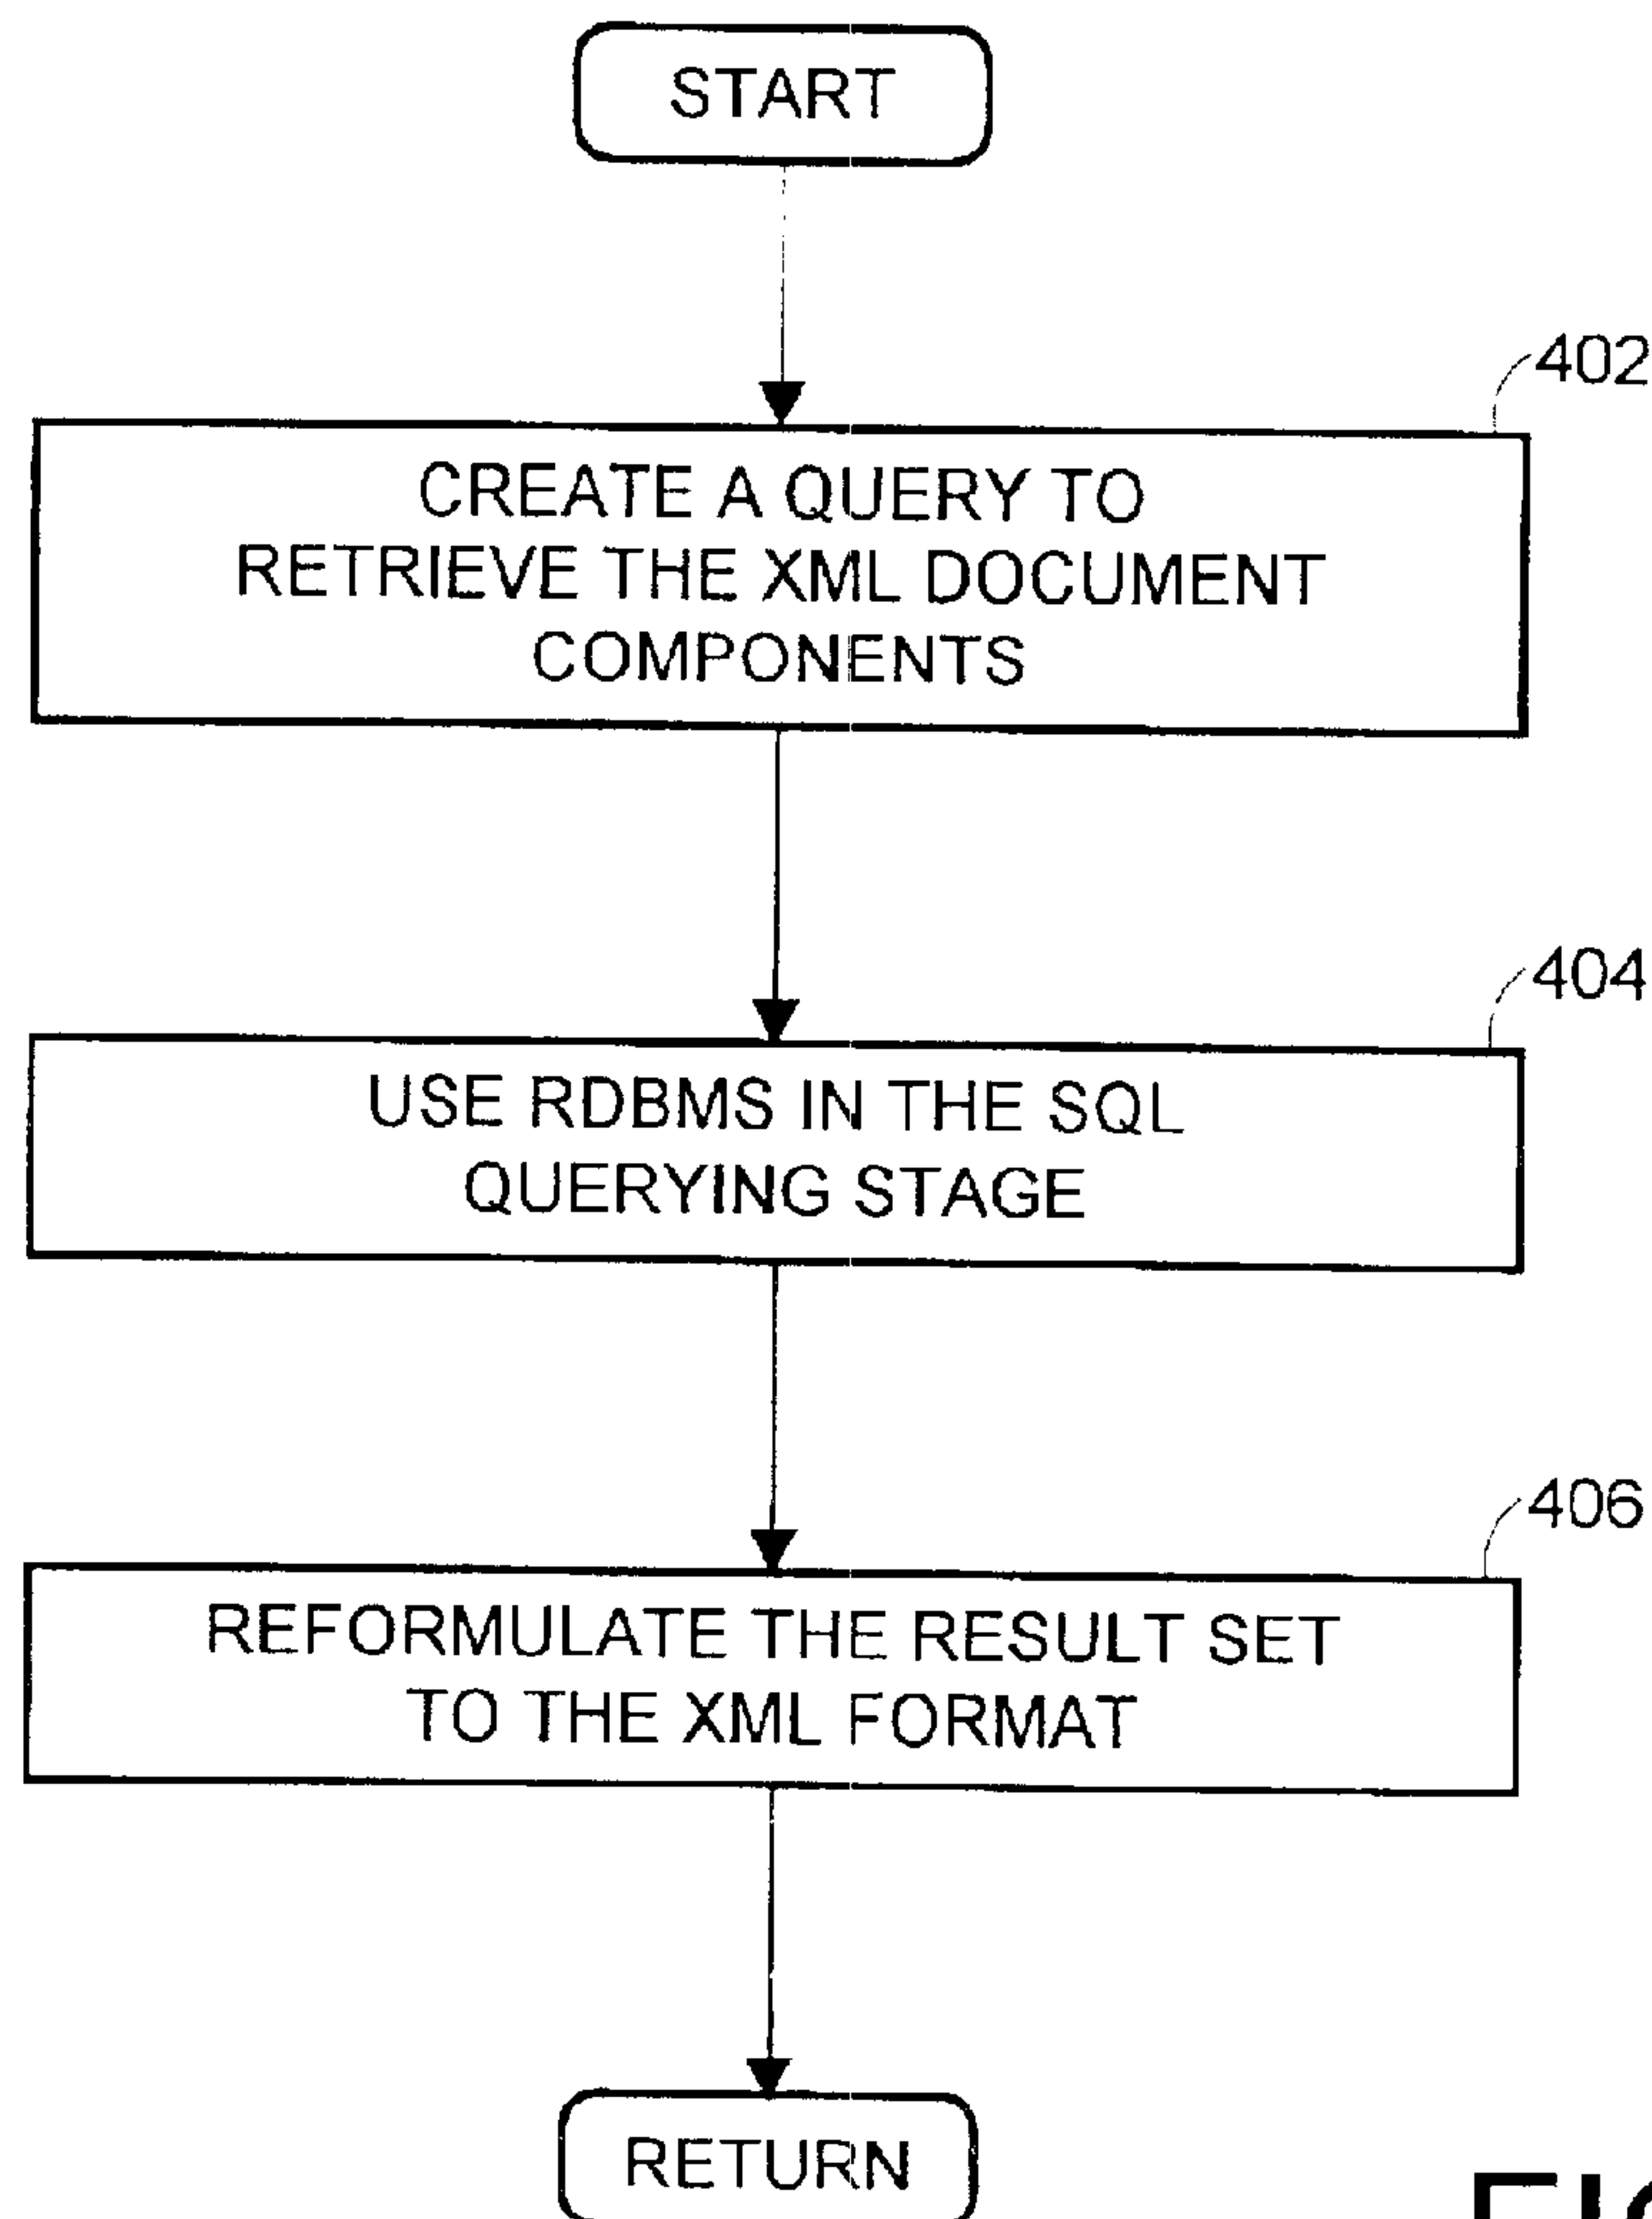 START
402
CREATE A QUERY TO
RETRIEVE THE XML DOCUMENT
COMPONENTS
404
USE RDBMS IN THE SQL
QUERYING STAGE
406
REFORMULATE THE RESULT SET
TO THE XML FORMAT
RETURN